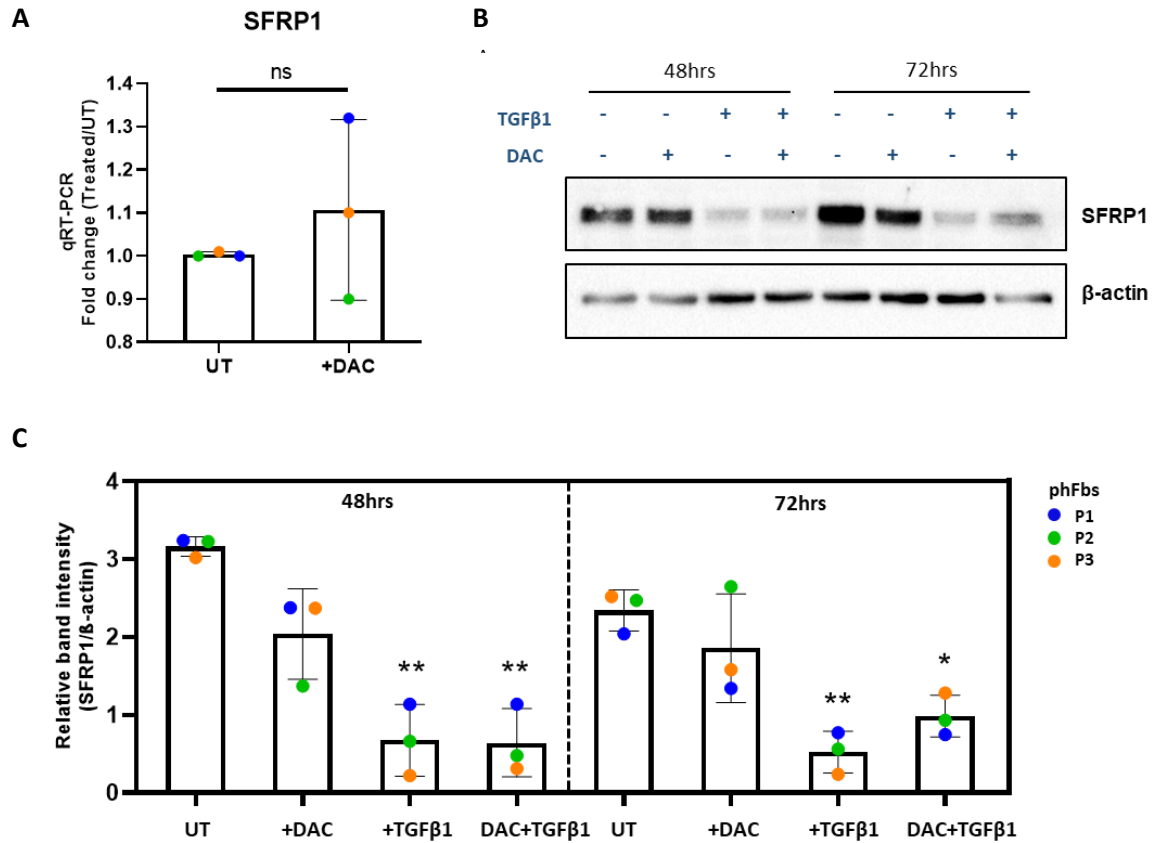 A
SFRP1
ns
qRT-PCR
Fold change (Treated/UT)
1.4
1.3
1.2
1.1
1.0
0.9
0.8
UT
+DAC
B
48hrs
72hrs
TGFβ1
- - + + - - + +
DAC
- + - + - + - +
SFRP1
β-actin
C
Relative band intensity
(SFRP1/ß-actin)
4
3
2
1
0
48hrs
72hrs
**
**
**
*
UT
+DAC
+TGFβ1
DAC+TGFβ1
UT
+DAC
+TGFβ1
DAC+TGFβ1
phFbs
P1
P2
P3